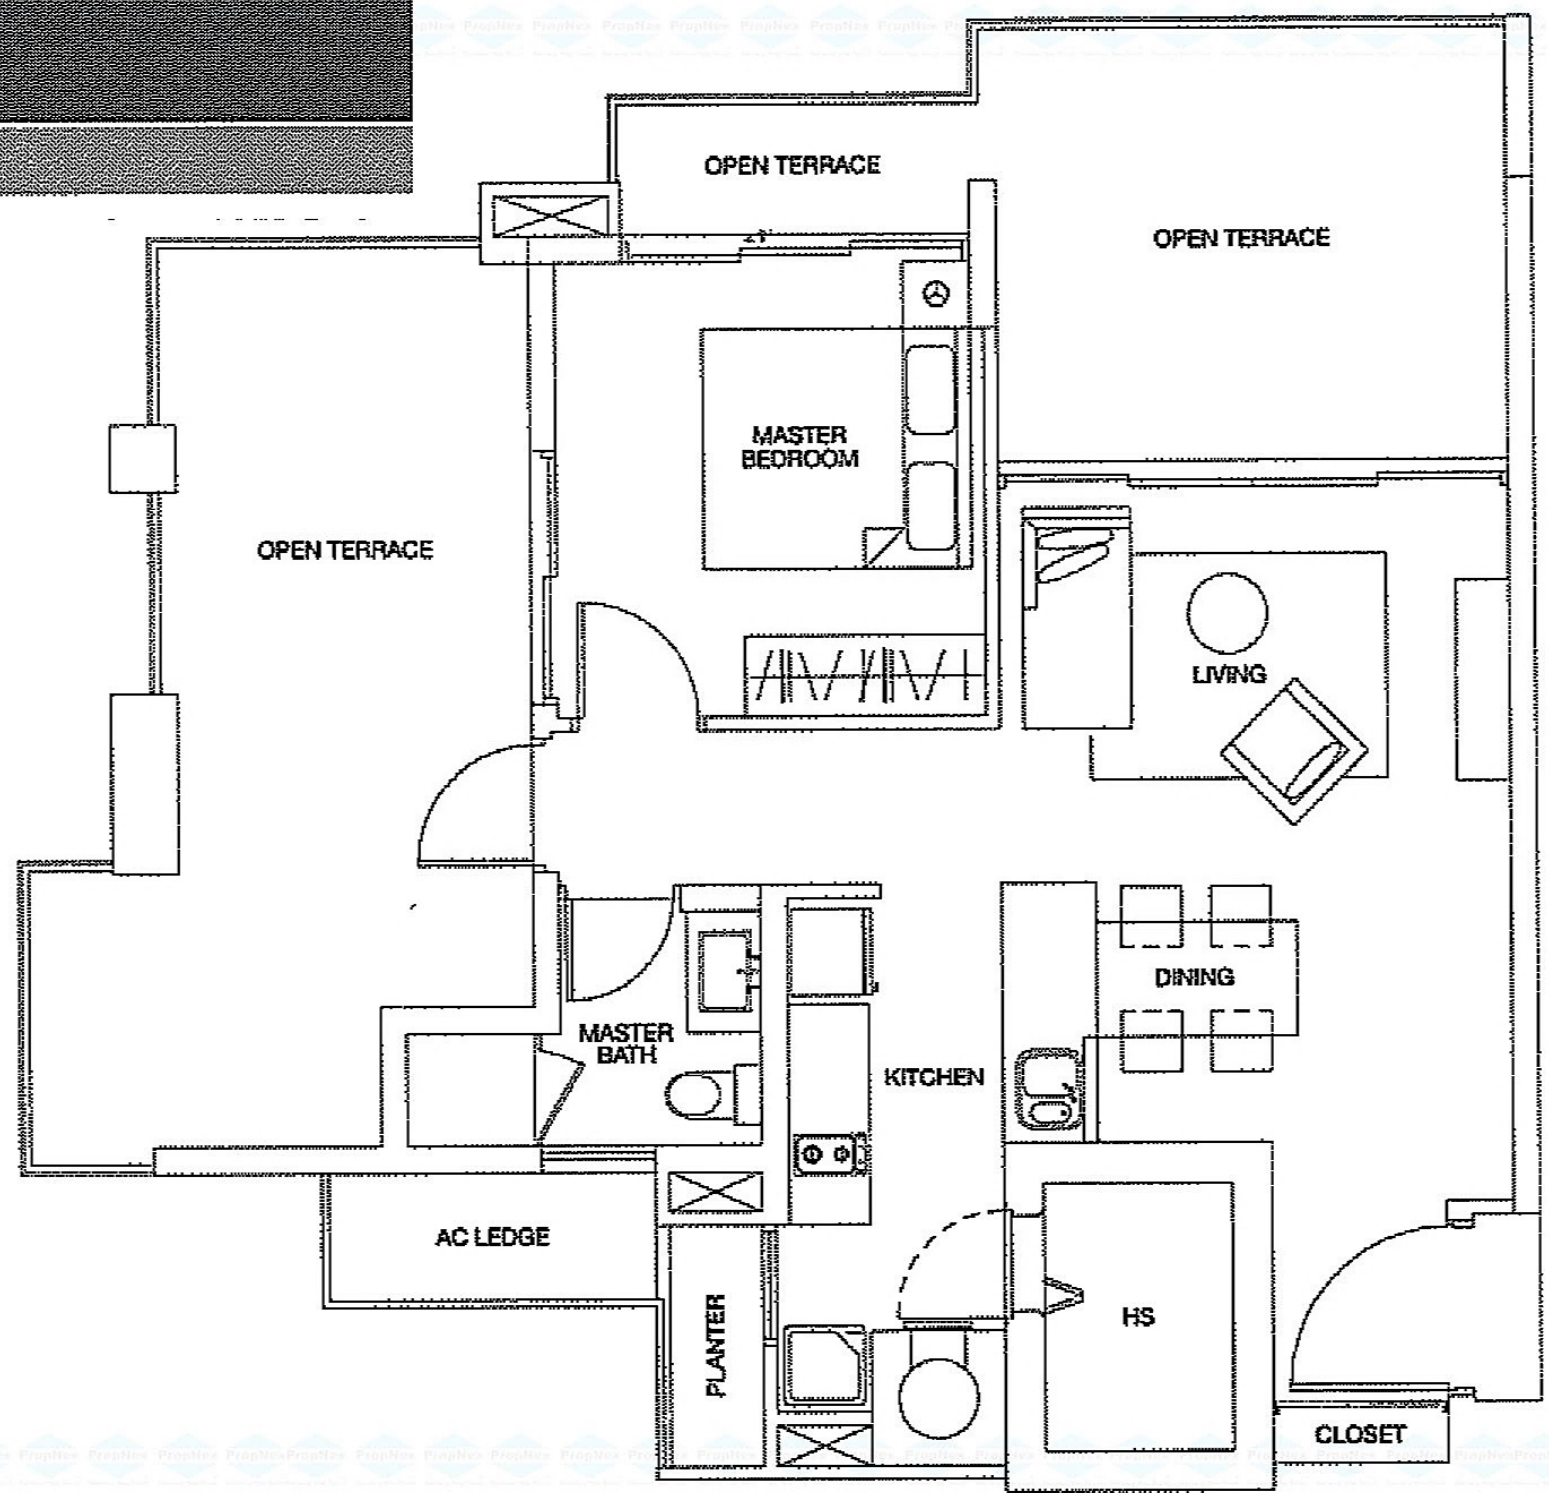 OPEN TERRACE
OPEN TERRACE
MASTER
BEDROOM
OPEN TERRACE
LIVING
DINING
MASTER
BATH
KITCHEN
AC LEDGE
PLANTER
HS
CLOSET